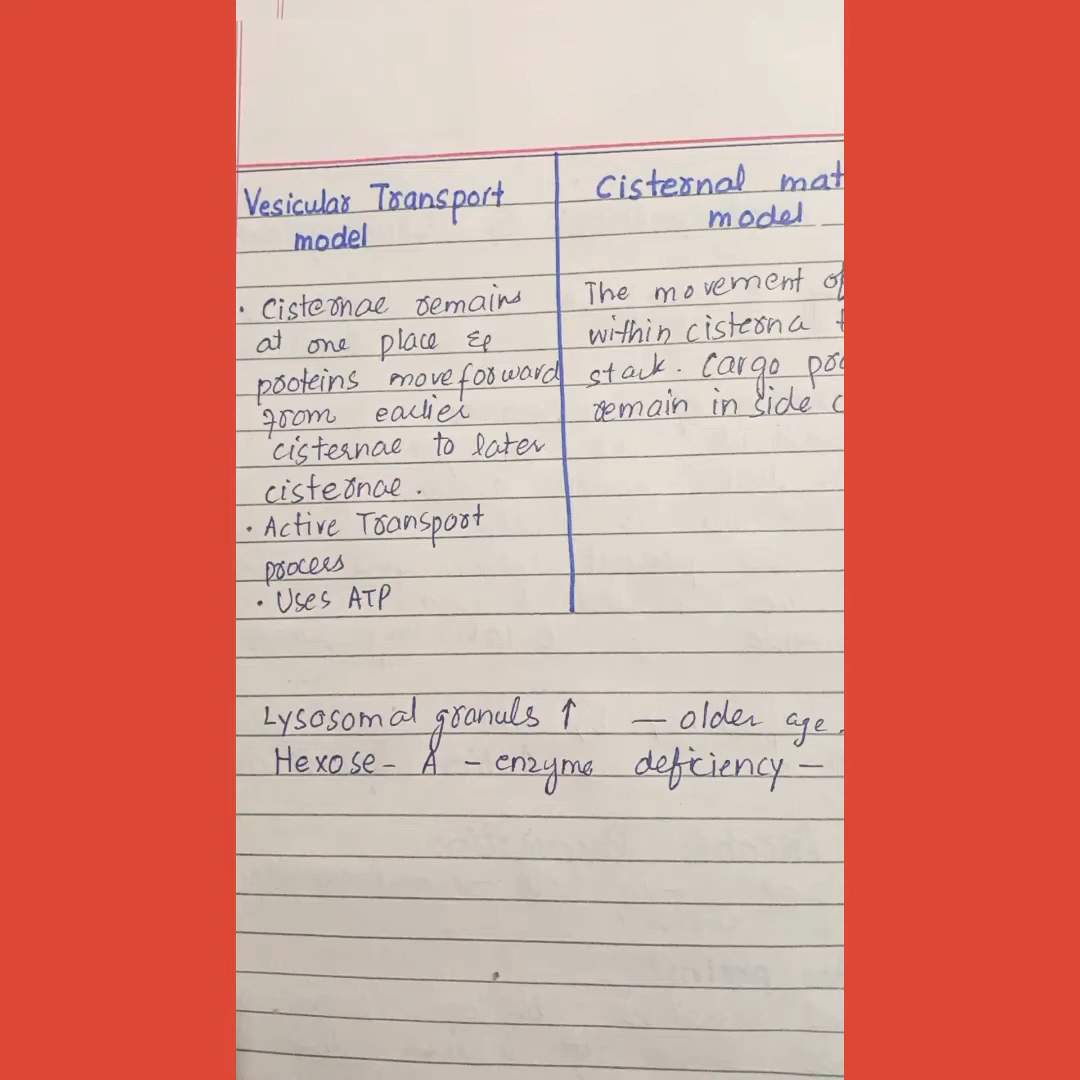 Vesicular Transport
model
• Cisternae remains
at one place &
proteins move forward
from earlier
cisternae to later
cisternae.
• Active Transport
process
• Uses ATP
Cisternal mat
model
The movement of
within cisterna
stack. Cargo pro
remain in side c
Lysosomal granuls ↑ — older age.
Hexose - A - enzyme deficiency —